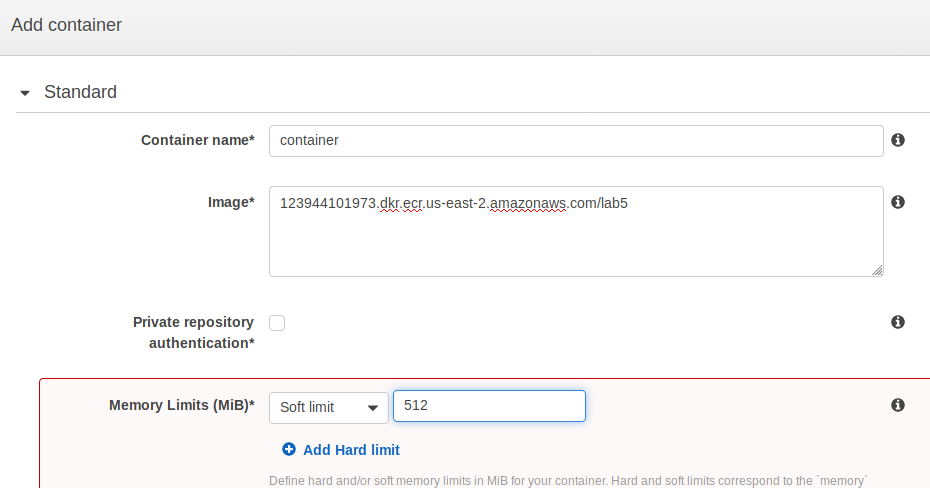 Add container
Standard
Container name*
container
Image*
123944101973.dkr.ecr.us-east-2.amazonaws.com/lab5
Private repository
authentication*
Memory Limits (MiB)*
Soft limit
512
Add Hard limit
Define hard and/or soft memory limits in MiB for your container. Hard and soft limits correspond to the `memory`